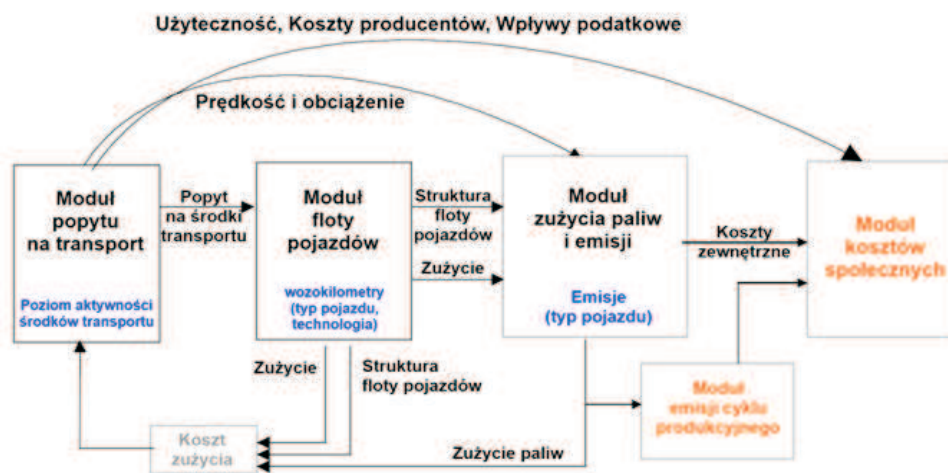 Użyteczność, Koszty producentów, Wpływy podatkowe
Prędkość i obciążenie
Moduł
popytu
na transport
Poziom aktywności
środków transportu
Popyt
na środki
transportu
Moduł
floty
pojazdów
wozokilometry
(typ pojazdu,
technologia)
Struktura
floty
pojazdów
Zużycie
Moduł
zużycia paliw
i emisji
Emisje
(typ pojazdu)
Koszty
zewnętrzne
Moduł
kosztów
społecznych
Zużycie
Struktura
floty pojazdów
Moduł
emisji cyklu
produkcyjnego
Koszt
zużycia
Zużycie paliw